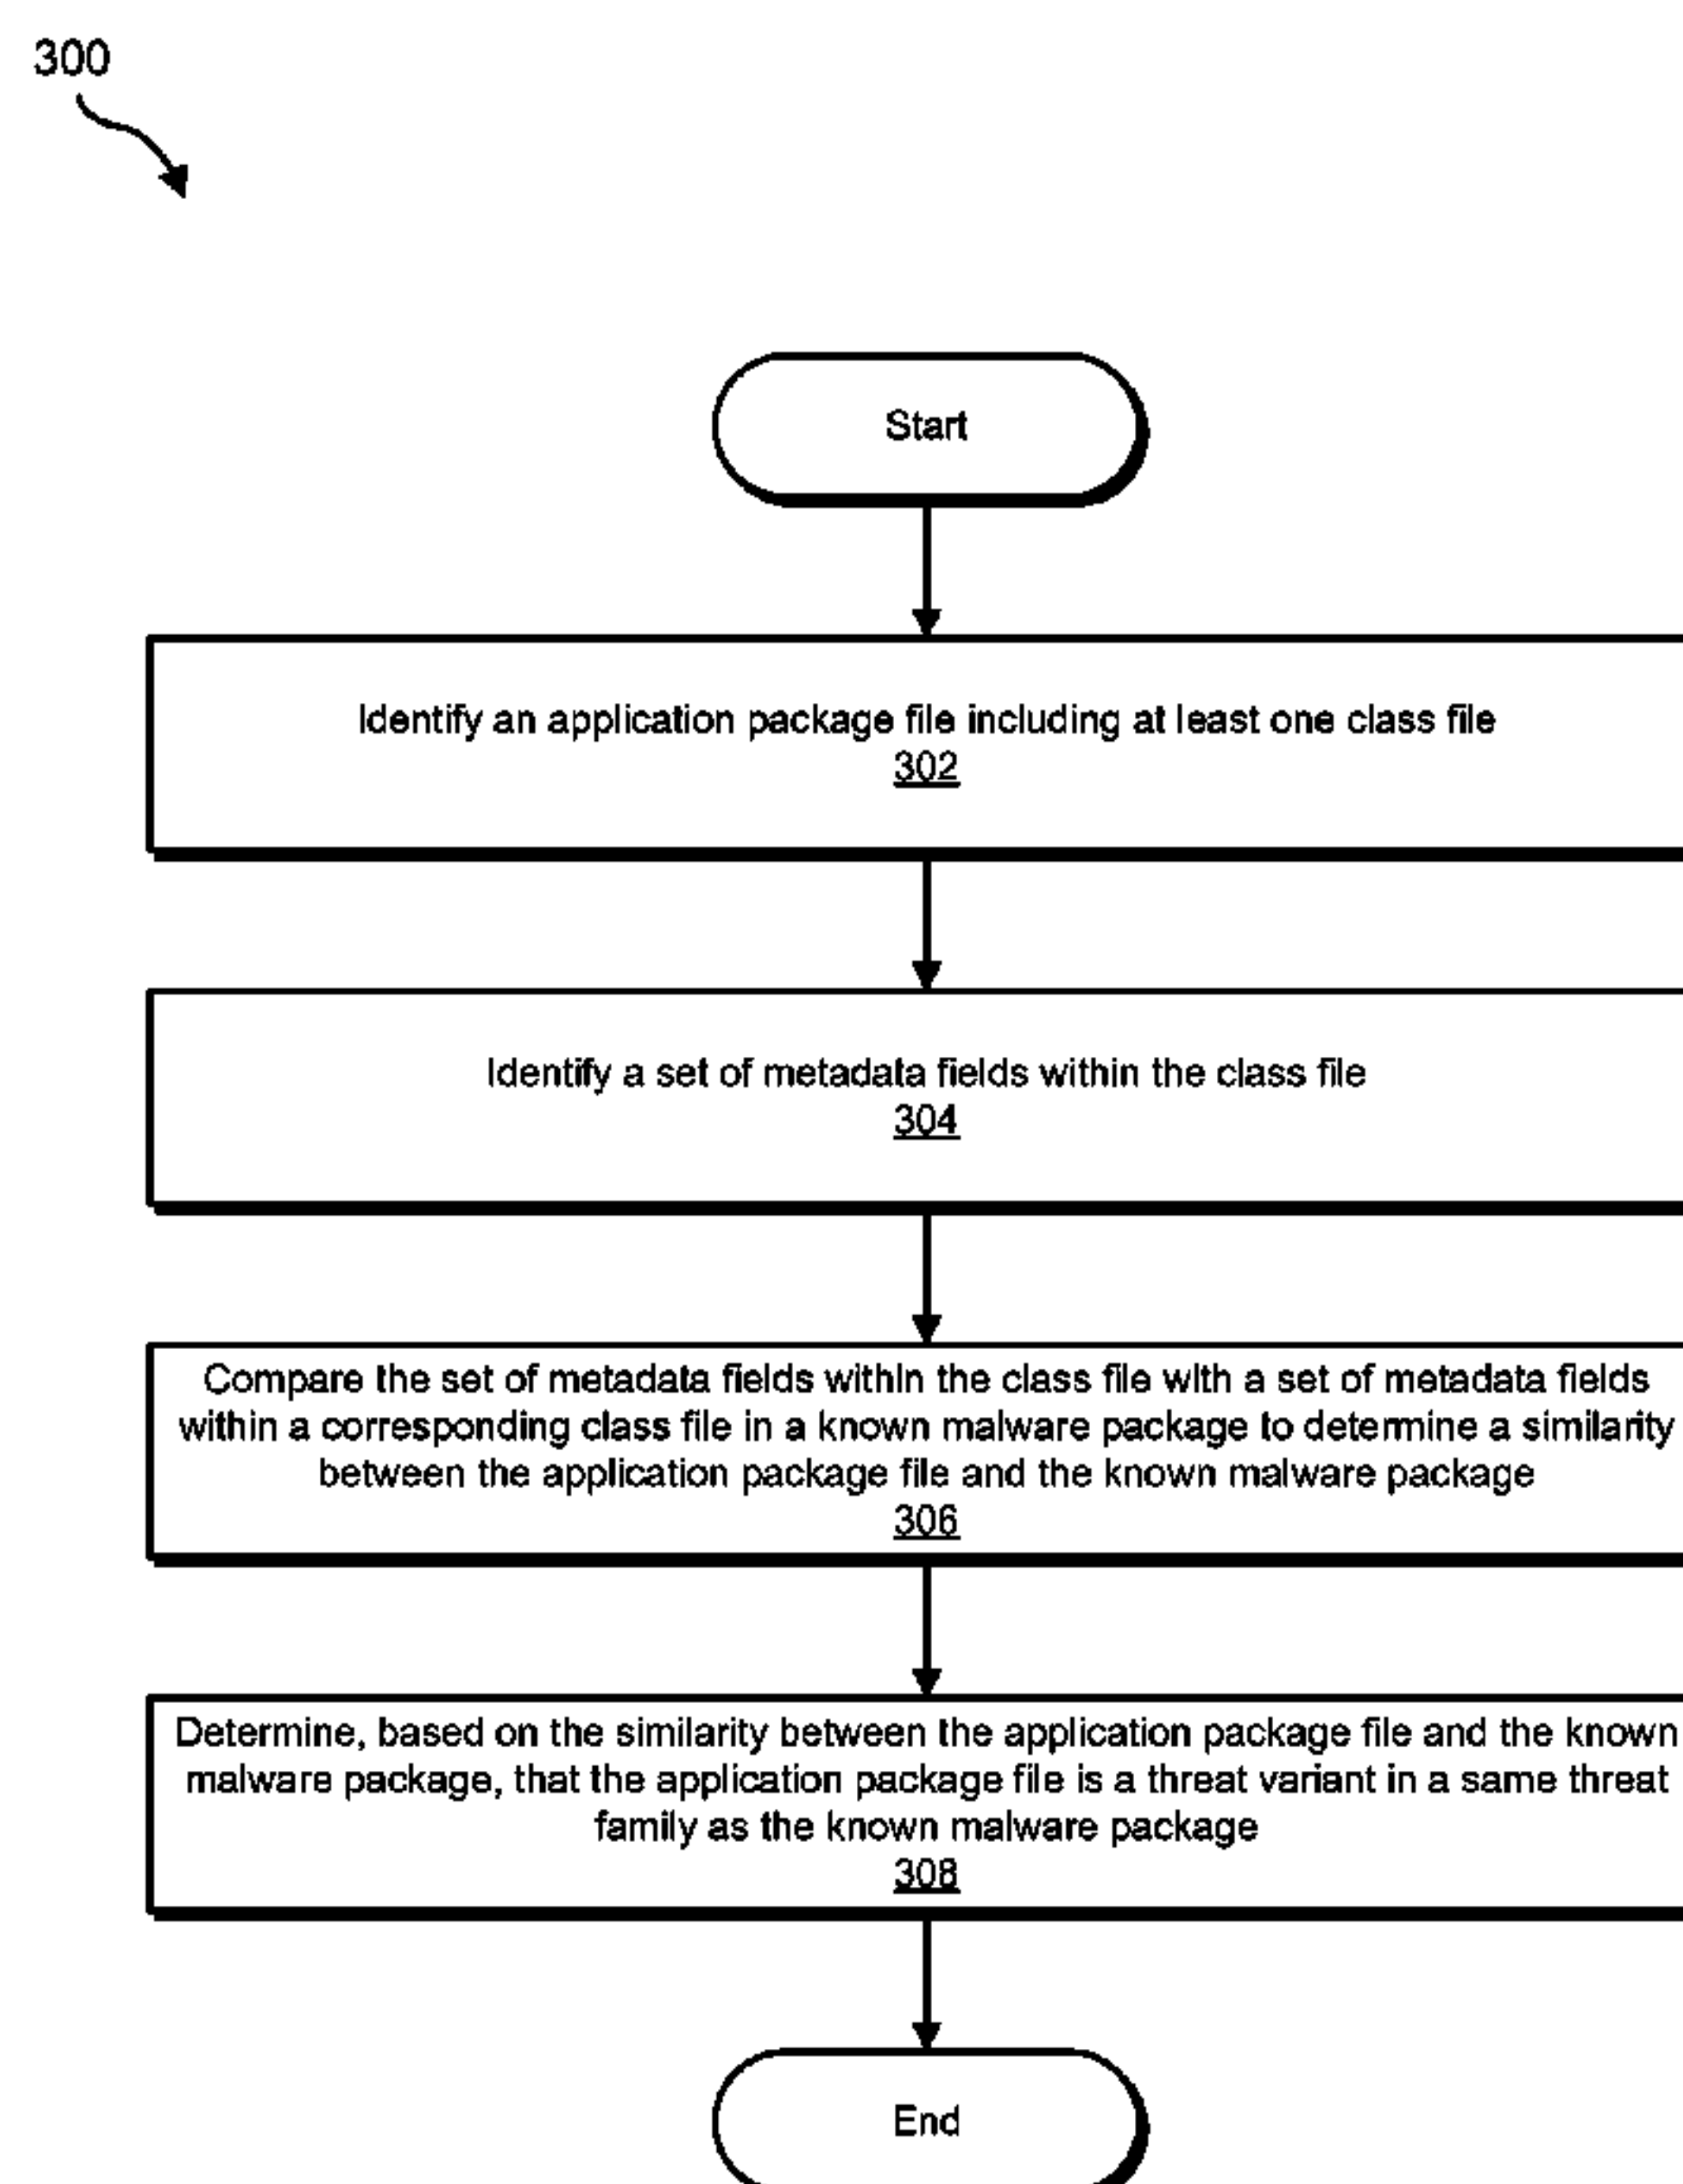 300
Start
Identify an application package file including at least one class file
302
Identify a set of metadata fields within the class file
304
Compare the set of metadata fields within the class file with a set of metadata fields
within a corresponding class file in a known malware package to determine a similarity
between the application package file and the known malware package
306
Determine, based on the similarity between the application package file and the known
malware package, that the application package file is a threat variant in a same threat
family as the known malware package
308
End